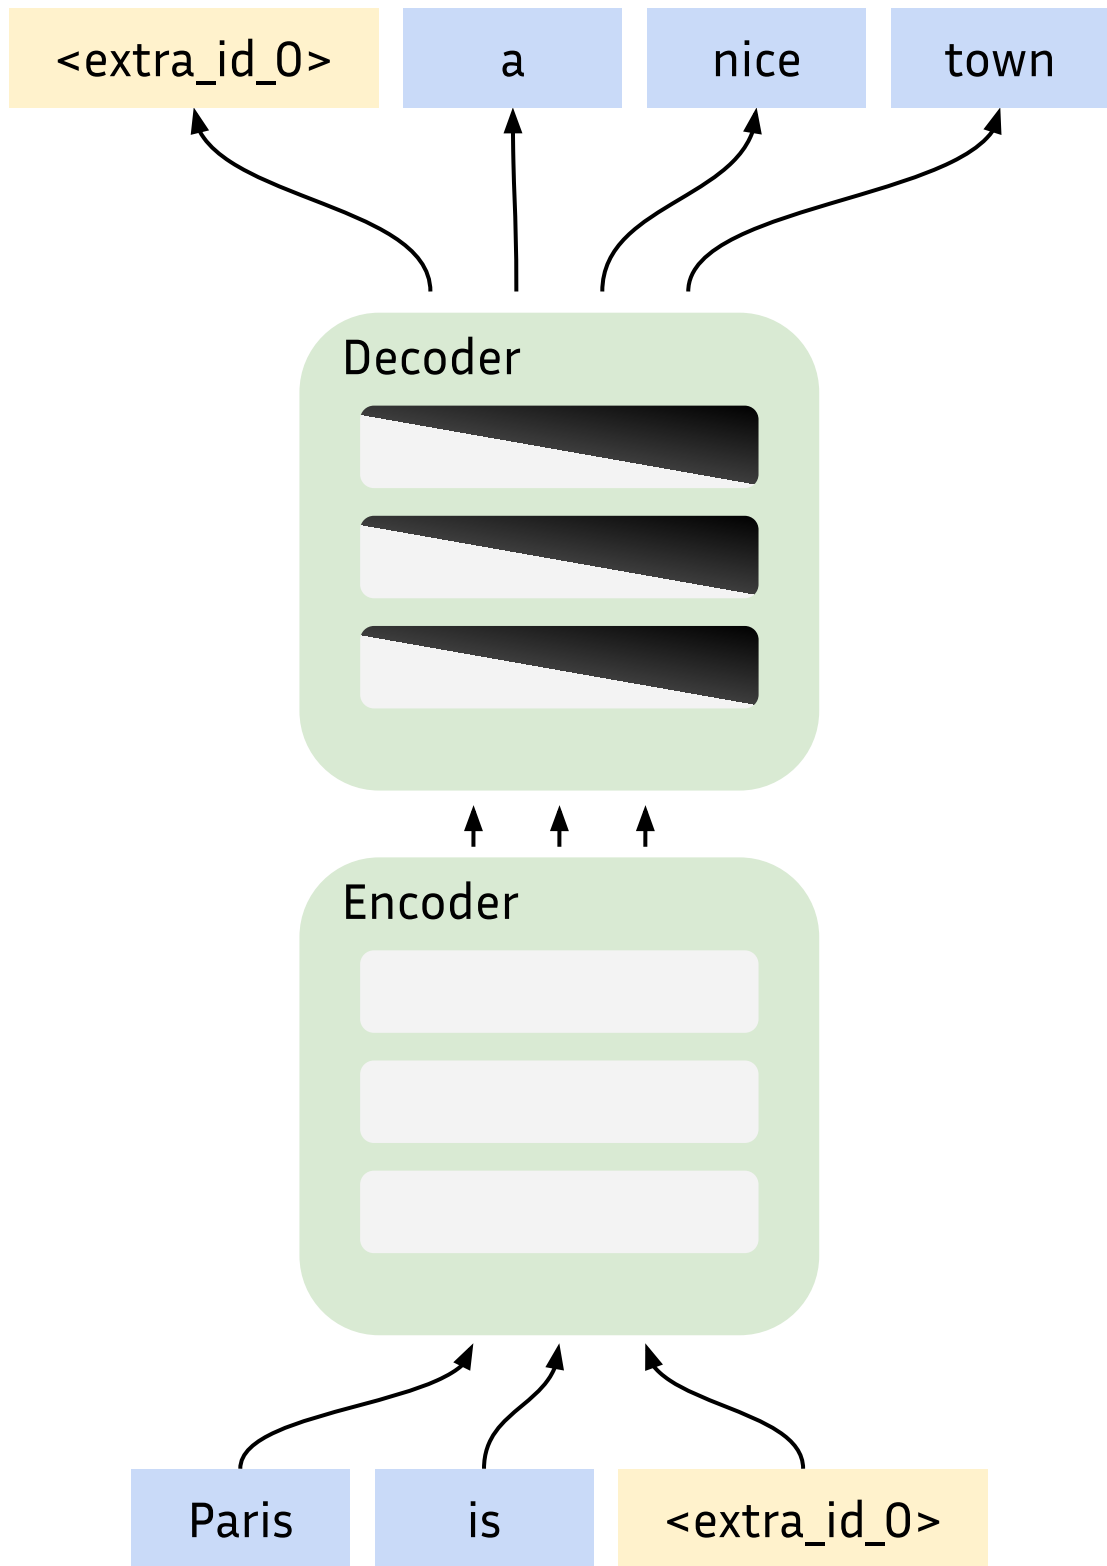 <extra_id_0> a nice town
Decoder
Encoder
Paris is <extra_id_0>